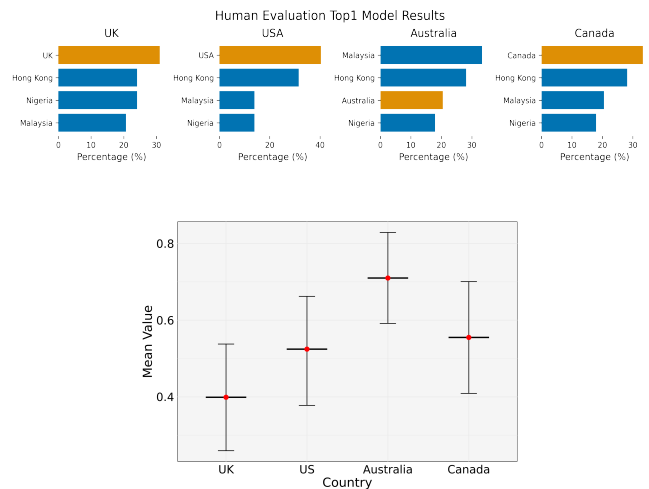 Human Evaluation Top1 Model Results
UK
USA
Australia
Canada
UK
Hong Kong
Nigeria
Malaysia
0 10 20 30
Percentage (%)
USA
Hong Kong
Malaysia
Nigeria
0 10 20 30 40
Percentage (%)
Malaysia
Hong Kong
Australia
Nigeria
0 10 20 30
Percentage (%)
Canada
Hong Kong
Malaysia
Nigeria
0 10 20 30
Percentage (%)
Mean Value
0.8
0.6
0.4
UK US Australia Canada
Country